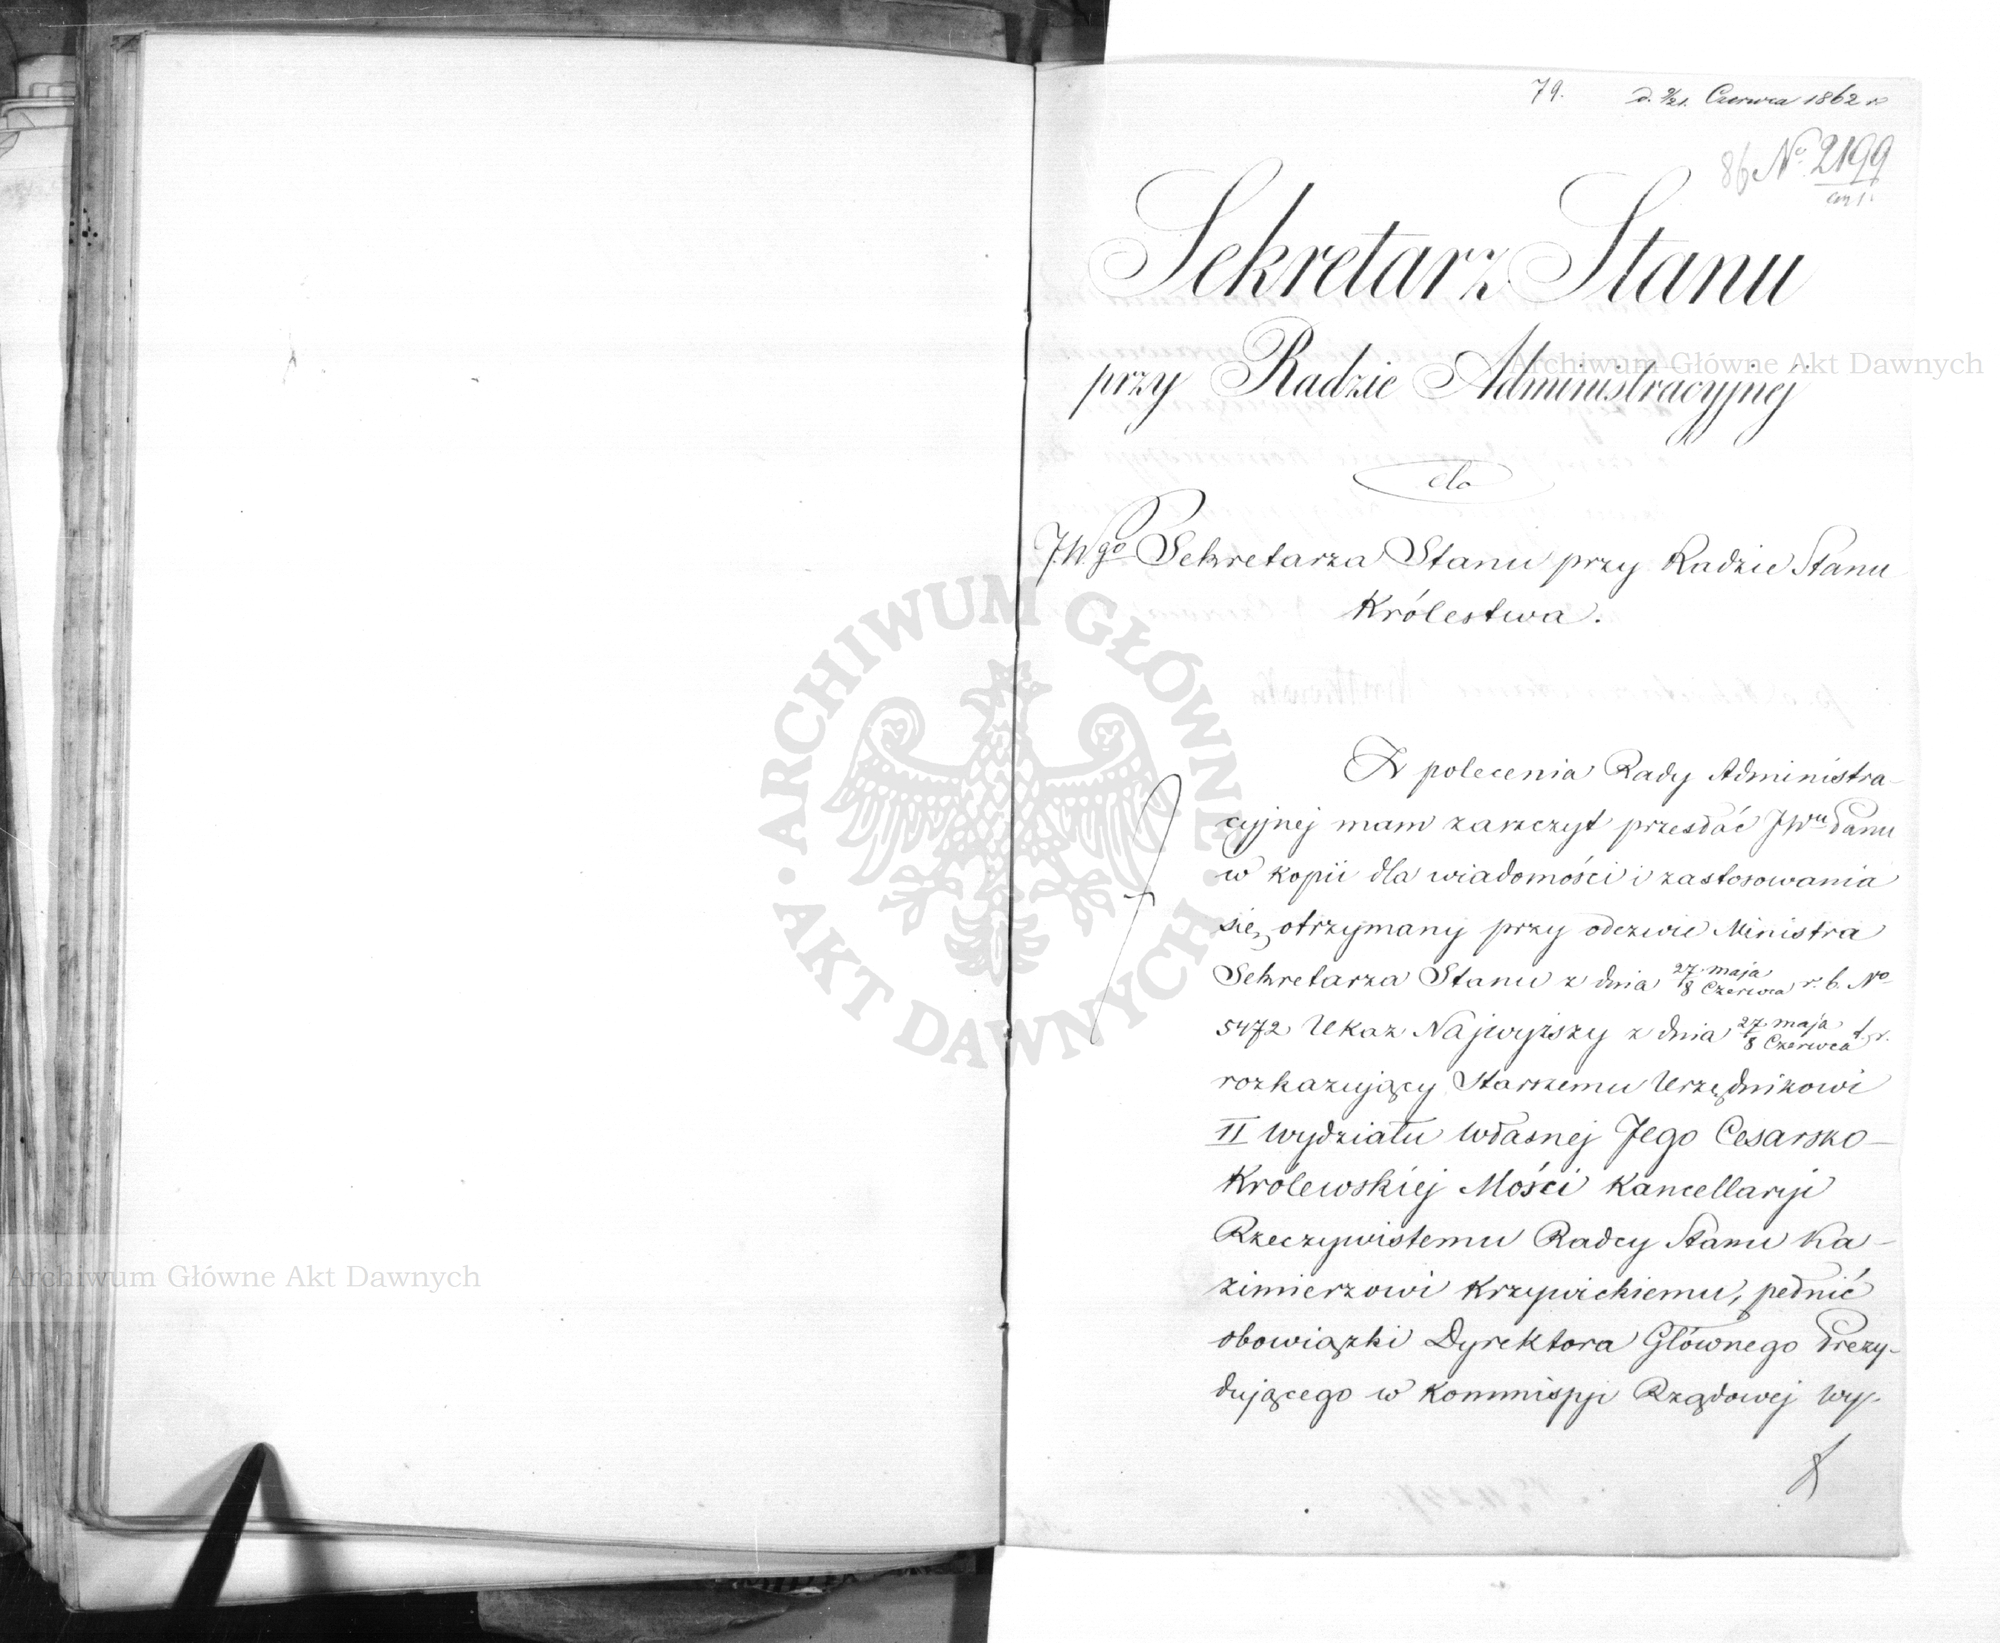 79. d. 9/21. Czerwca 1862 r.
86 No 2199
Sekretarz Stanu
przy Radzie Administracyjnej
do
JWgo Sekretarza Stanu przy Radzie Stanu
Królestwa.
Z polecenia Rady Administra-
cyjnej mam zaszczyt przesłać JWu Panu
w kopii dla wiadomości i zastosowania
się, otrzymany przy odezwie Ministra
Sekretarza Stanu z dnia 27 maja/8 Czerwca r. b. No
5472 Ukaz Najwyższy z dnia 27 maja/8 Czerwca t. r.
rozkazujący Starszemu Urzędnikowi
II Wydziału Własnej Jego Cesarsko-
Królewskiej Mości Kancellaryi
Rzeczywistemu Radcy Stanu Ka-
zimierzowi Krzywickiemu, pełnić
obowiązki Dyrektora Głównego Prezy-
dującego w Kommissyi Rządowej Wy-
ARCHIWUM GŁÓWNE · AKT DAWNYCH ·
Archiwum Główne Akt Dawnych
Archiwum Główne Akt Dawnych